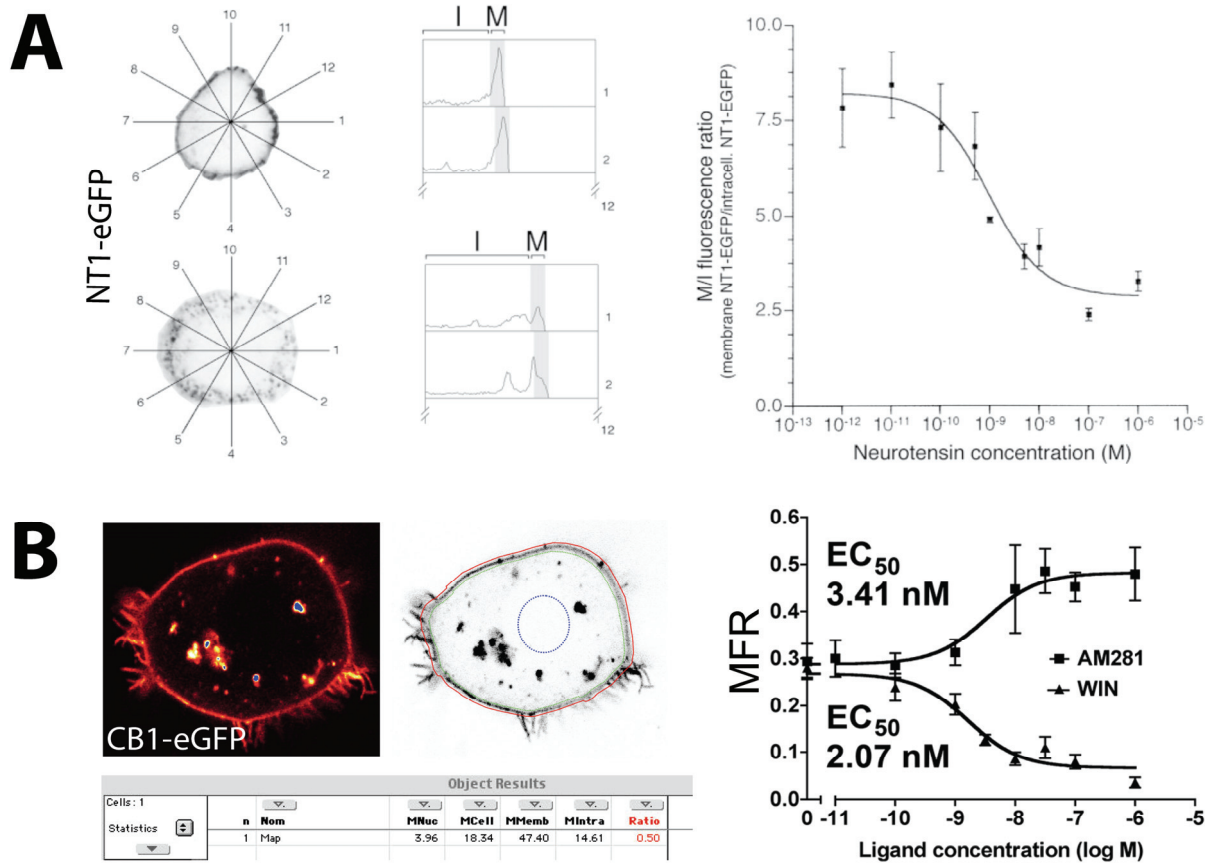 A
NT1-eGFP
10
9
11
8
12
7
1
6
2
5
3
4
10
9
11
8
12
7
1
6
2
5
3
4
I M
1
2
12
I M
1
2
12
M/I fluorescence ratio
(membrane NT1-EGFP/intracell. NT1-EGFP)
10.0
7.5
5.0
2.5
0.0
10⁻¹³ 10⁻¹² 10⁻¹¹ 10⁻¹⁰ 10⁻⁹ 10⁻⁸ 10⁻⁷ 10⁻⁶ 10⁻⁵
Neurotensin concentration (M)
B
CB1-eGFP
Object Results
Cells: 1
Statistics
n Nom MNuc MCell MMemb MIntra Ratio
1 Map 3.96 18.34 47.40 14.61 0.50
MFR
0.6
0.5
0.4
0.3
0.2
0.1
0.0
EC₅₀
3.41 nM
AM281
WIN
EC₅₀
2.07 nM
0 -11 -10 -9 -8 -7 -6 -5
Ligand concentration (log M)